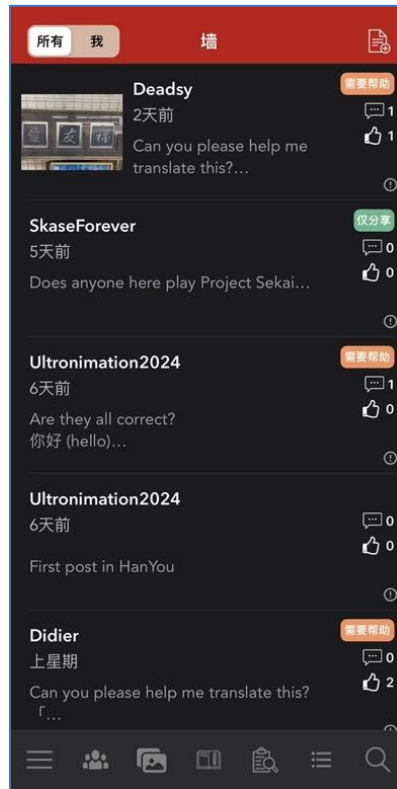 所有 我 墙
Deadsy 需要帮助
2天前 1
Can you please help me 1
translate this?...
愛 友 福
SkaseForever 仅分享
5天前 0
Does anyone here play Project Sekai... 0
Ultronimation2024 需要帮助
6天前 1
Are they all correct? 0
你好 (hello)...
Ultronimation2024
6天前 0
First post in HanYou 0
Didier 需要帮助
上星期 0
Can you please help me translate this? 2
「...